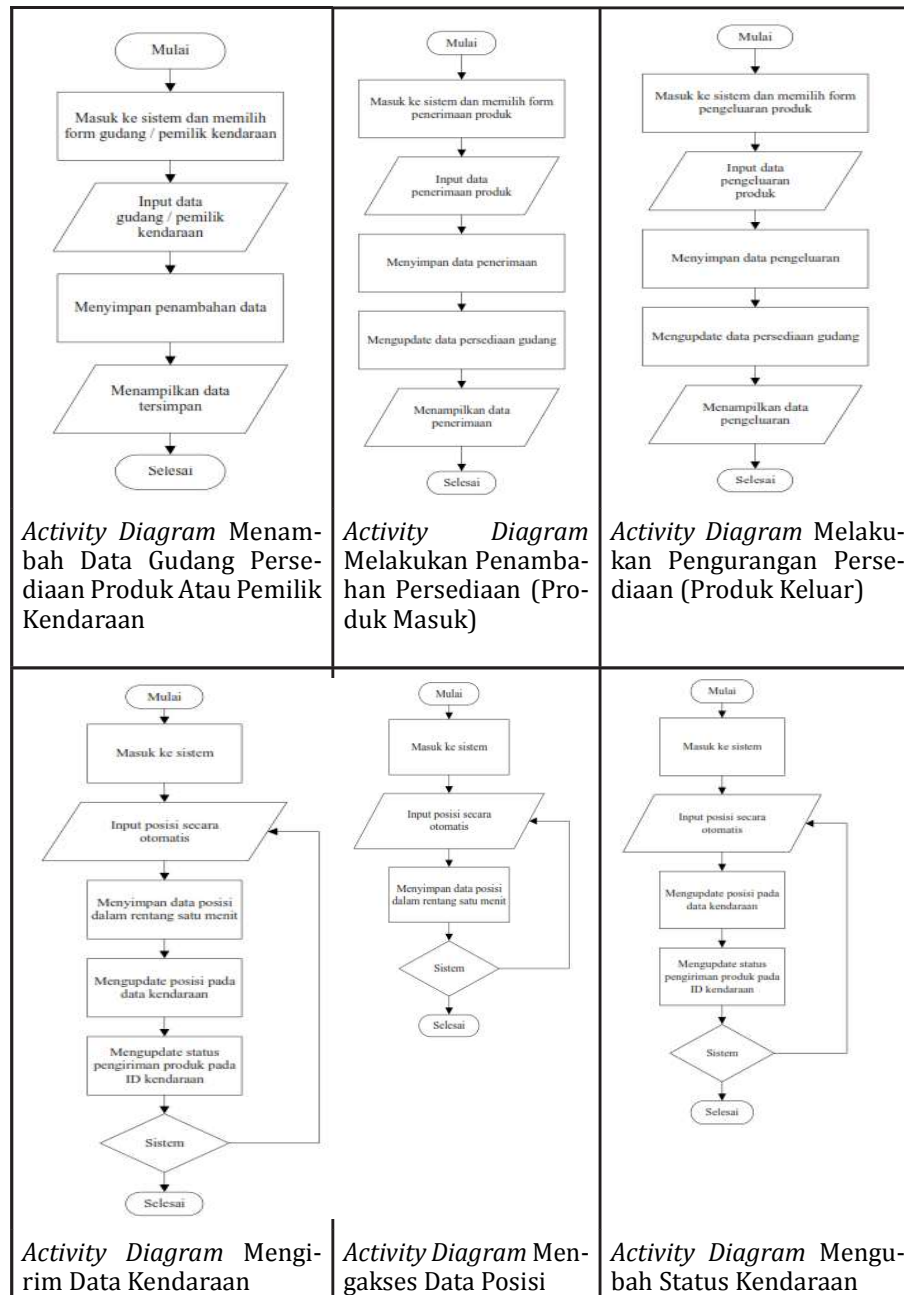 Mulai
Masuk ke sistem dan memilih
form gudang / pemilik kendaraan
Input data
gudang / pemilik
kendaraan
Menyimpan penambahan data
Menampilkan data
tersimpan
Selesai
Activity Diagram Menam-
bah Data Gudang Perse-
diaan Produk Atau Pemilik
Kendaraan
Mulai
Masuk ke sistem dan memilih form
penerimaan produk
Input data
penerimaan produk
Menyimpan data penerimaan
Mengupdate data persediaan gudang
Menampilkan data
penerimaan
Selesai
Activity Diagram
Melakukan Penamba-
han Persediaan (Pro-
duk Masuk)
Mulai
Masuk ke sistem dan memilih form
pengeluaran produk
Input data
pengeluaran
produk
Menyimpan data pengeluaran
Mengupdate data persediaan gudang
Menampilkan data
pengeluaran
Selesai
Activity Diagram Melaku-
kan Pengurangan Perse-
diaan (Produk Keluar)
Mulai
Masuk ke sistem
Input posisi secara
otomatis
Menyimpan data posisi
dalam rentang satu menit
Mengupdate posisi pada
data kendaraan
Mengupdate status
pengiriman produk pada
ID kendaraan
Sistem
Selesai
Activity Diagram Mengi-
rim Data Kendaraan
Mulai
Masuk ke sistem
Input posisi secara
otomatis
Menyimpan data posisi
dalam rentang satu menit
Sistem
Selesai
Activity Diagram Men-
gakses Data Posisi
Mulai
Masuk ke sistem
Input posisi secara
otomatis
Mengupdate posisi pada
data kendaraan
Mengupdate status
pengiriman produk pada
ID kendaraan
Sistem
Selesai
Activity Diagram Mengu-
bah Status Kendaraan